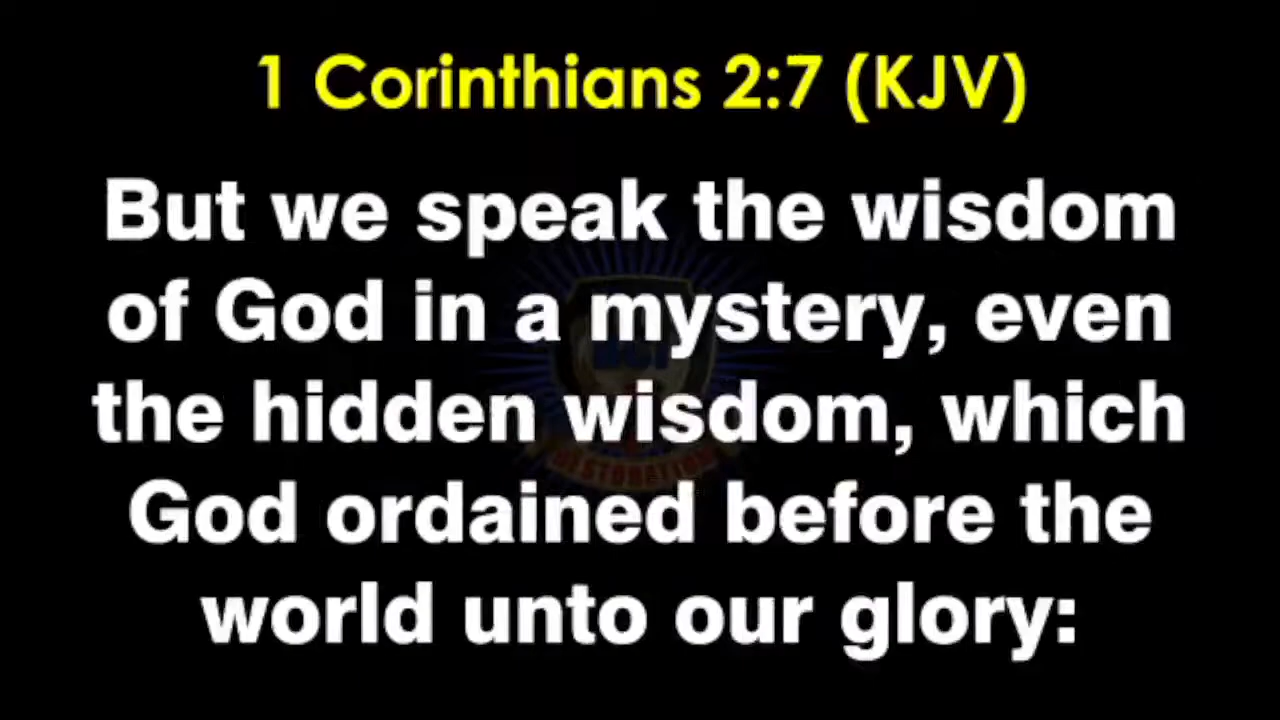 1 Corinthians 2:7 (KJV)
But we speak the wisdom
of God in a mystery, even
the hidden wisdom, which
God ordained before the
world unto our glory:
RESTORATION